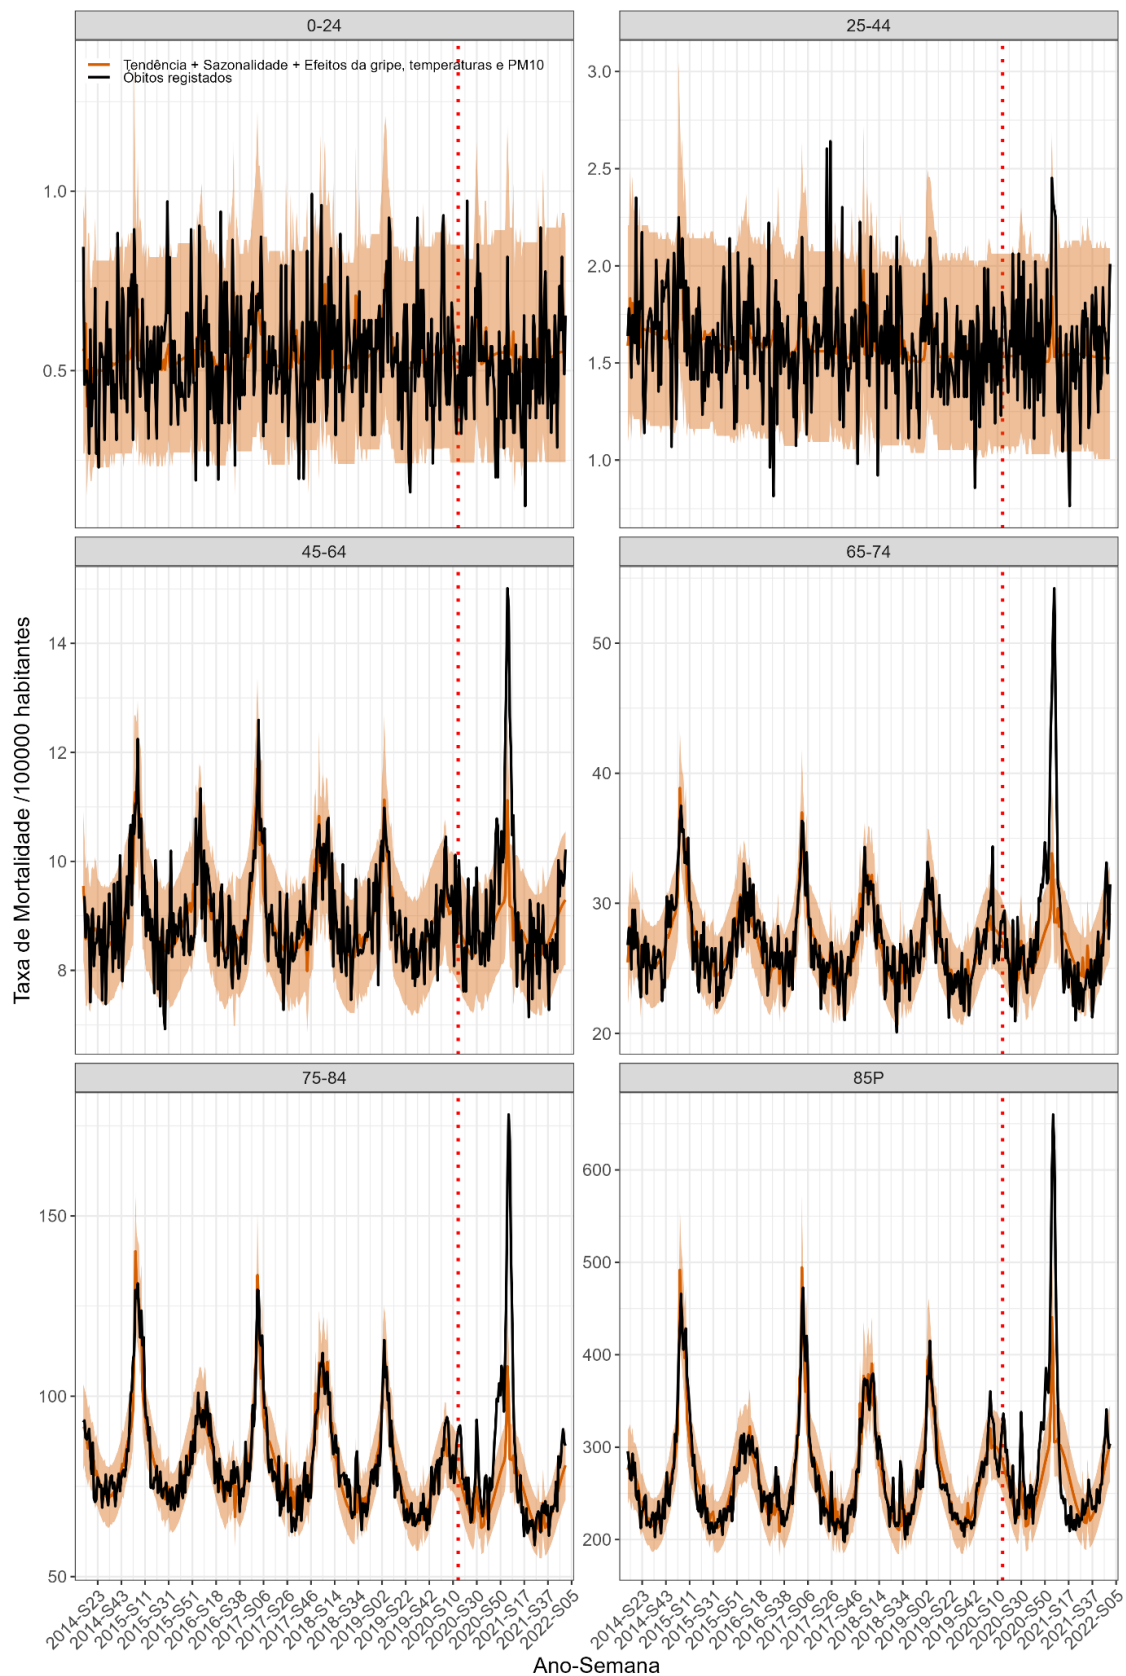 0-24
25-44
Tendência + Sazonalidade + Efeitos da gripe, temperaturas e PM10
Óbitos registados
1.0
0.5
3.0
2.5
2.0
1.5
1.0
45-64
65-74
Taxa de Mortalidade /100000 habitantes
14
12
10
8
50
40
30
20
75-84
85P
150
100
50
600
500
400
300
200
2014-S23
2014-S43
2015-S11
2015-S31
2015-S51
2016-S18
2016-S38
2017-S06
2017-S26
2017-S46
2018-S14
2018-S34
2019-S02
2019-S22
2019-S42
2020-S10
2020-S30
2020-S50
2021-S17
2021-S37
2022-S05
2014-S23
2014-S43
2015-S11
2015-S31
2015-S51
2016-S18
2016-S38
2017-S06
2017-S26
2017-S46
2018-S14
2018-S34
2019-S02
2019-S22
2019-S42
2020-S10
2020-S30
2020-S50
2021-S17
2021-S37
2022-S05
Ano-Semana